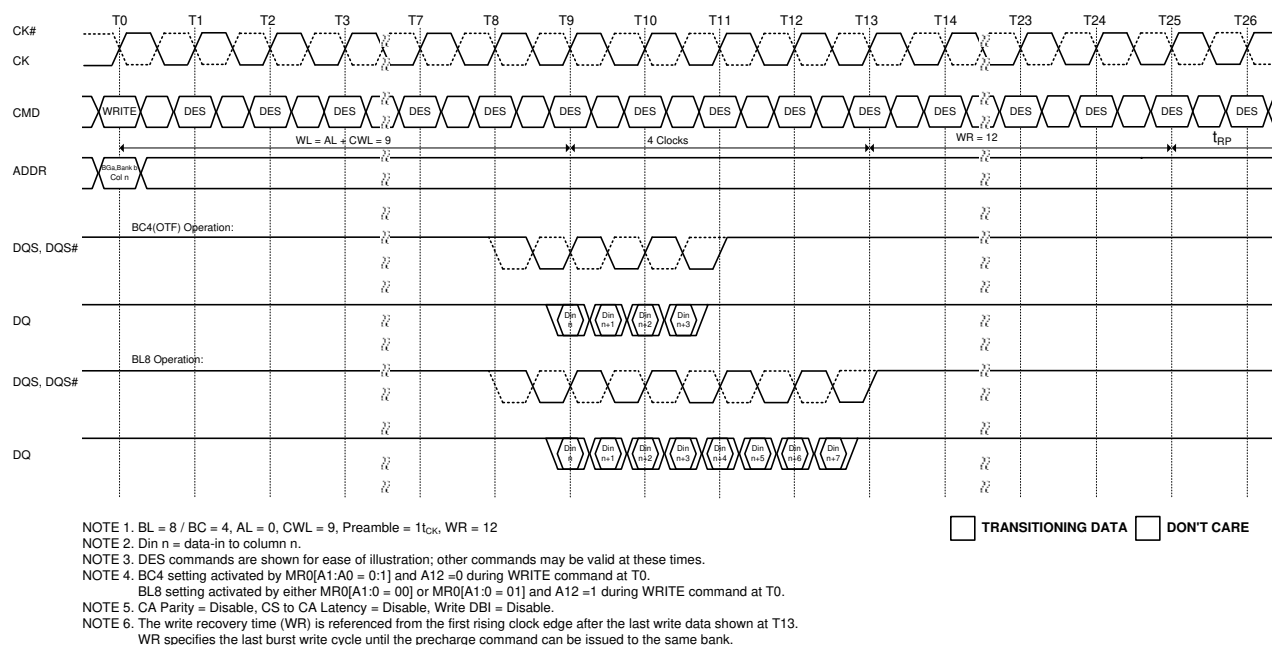 T0 T1 T2 T3 T7 T8 T9 T10 T11 T12 T13 T14 T23 T24 T25 T26
CK#
CK
CMD
WRITE DES DES DES DES DES DES DES DES DES DES DES DES DES DES DES
WL = AL + CWL = 9
4 Clocks
WR = 12
tRP
ADDR
BGa,Bank b
Col n
BC4(OTF) Operation:
DQS, DQS#
DQ
Din n
Din n+1
Din n+2
Din n+3
BL8 Operation:
DQS, DQS#
DQ
Din n
Din n+1
Din n+2
Din n+3
Din n+4
Din n+5
Din n+6
Din n+7
NOTE 1. BL = 8 / BC = 4, AL = 0, CWL = 9, Preamble = 1tCK, WR = 12
NOTE 2. Din n = data-in to column n.
NOTE 3. DES commands are shown for ease of illustration; other commands may be valid at these times.
NOTE 4. BC4 setting activated by MR0[A1:A0 = 0:1] and A12 =0 during WRITE command at T0.
BL8 setting activated by either MR0[A1:0 = 00] or MR0[A1:0 = 01] and A12 =1 during WRITE command at T0.
NOTE 5. CA Parity = Disable, CS to CA Latency = Disable, Write DBI = Disable.
NOTE 6. The write recovery time (WR) is referenced from the first rising clock edge after the last write data shown at T13.
WR specifies the last burst write cycle until the precharge command can be issued to the same bank.
TRANSITIONING DATA
DON'T CARE